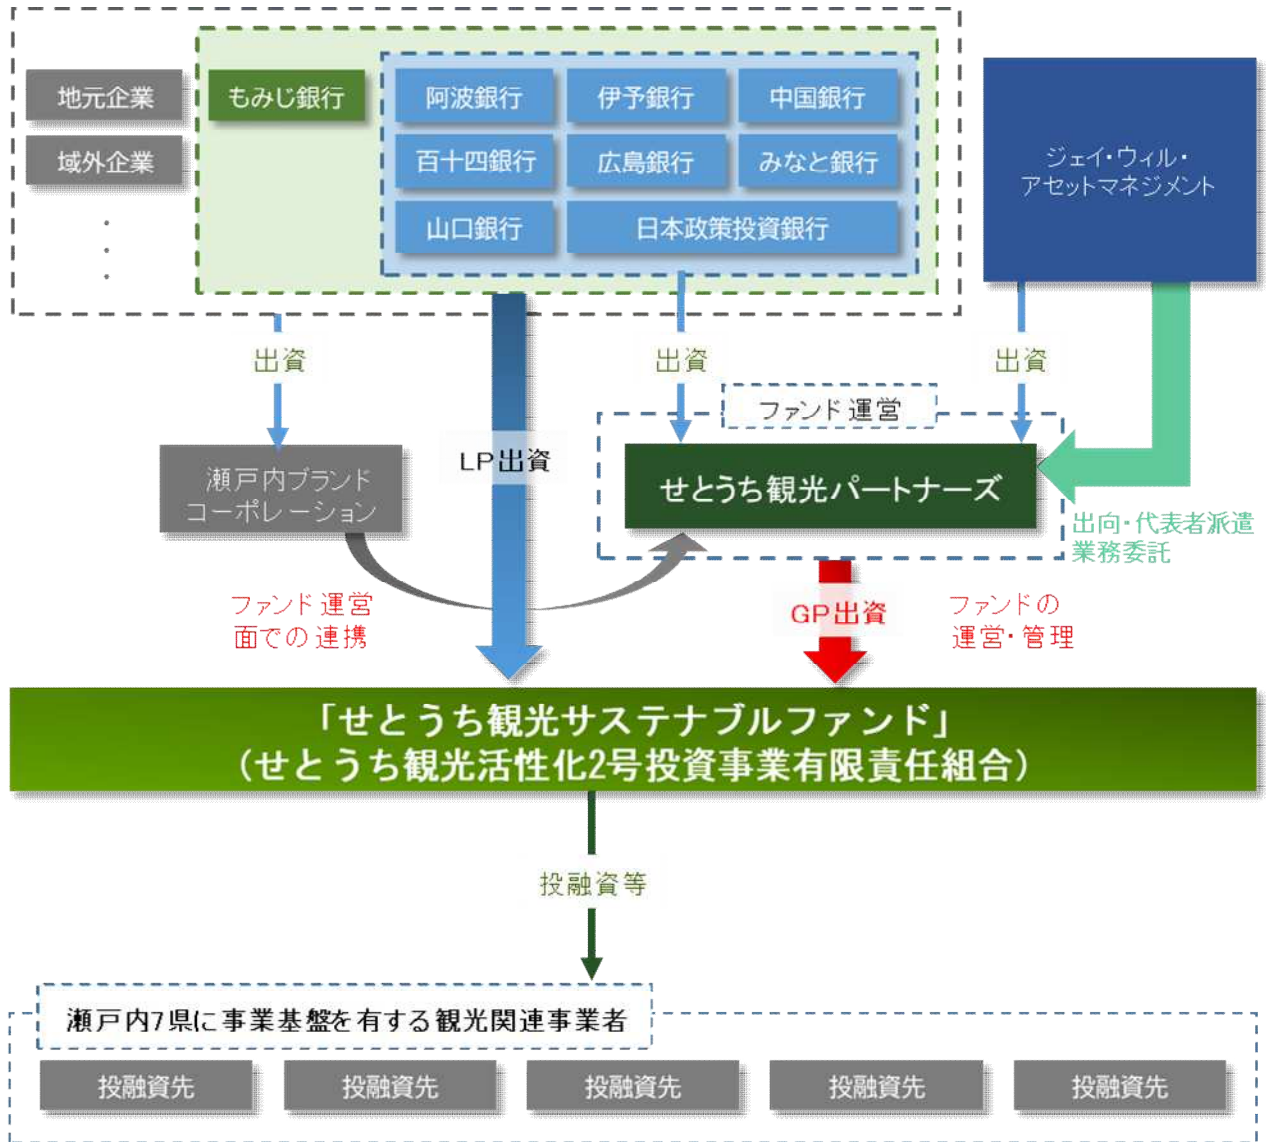 地元企業
域外企業
・
・
・
もみじ銀行
阿波銀行
伊予銀行
中国銀行
百十四銀行
広島銀行
みなと銀行
山口銀行
日本政策投資銀行
ジェイ・ウィル・
アセットマネジメント
出資
出資
出資
ファンド運営
LP出資
瀬戸内ブランド
コーポレーション
せとうち観光パートナーズ
出向・代表者派遣
業務委託
ファンド運営
面での連携
GP出資
ファンドの
運営・管理
「せとうち観光サステナブルファンド」
(せとうち観光活性化2号投資事業有限責任組合)
投融資等
瀬戸内7県に事業基盤を有する観光関連事業者
投融資先
投融資先
投融資先
投融資先
投融資先